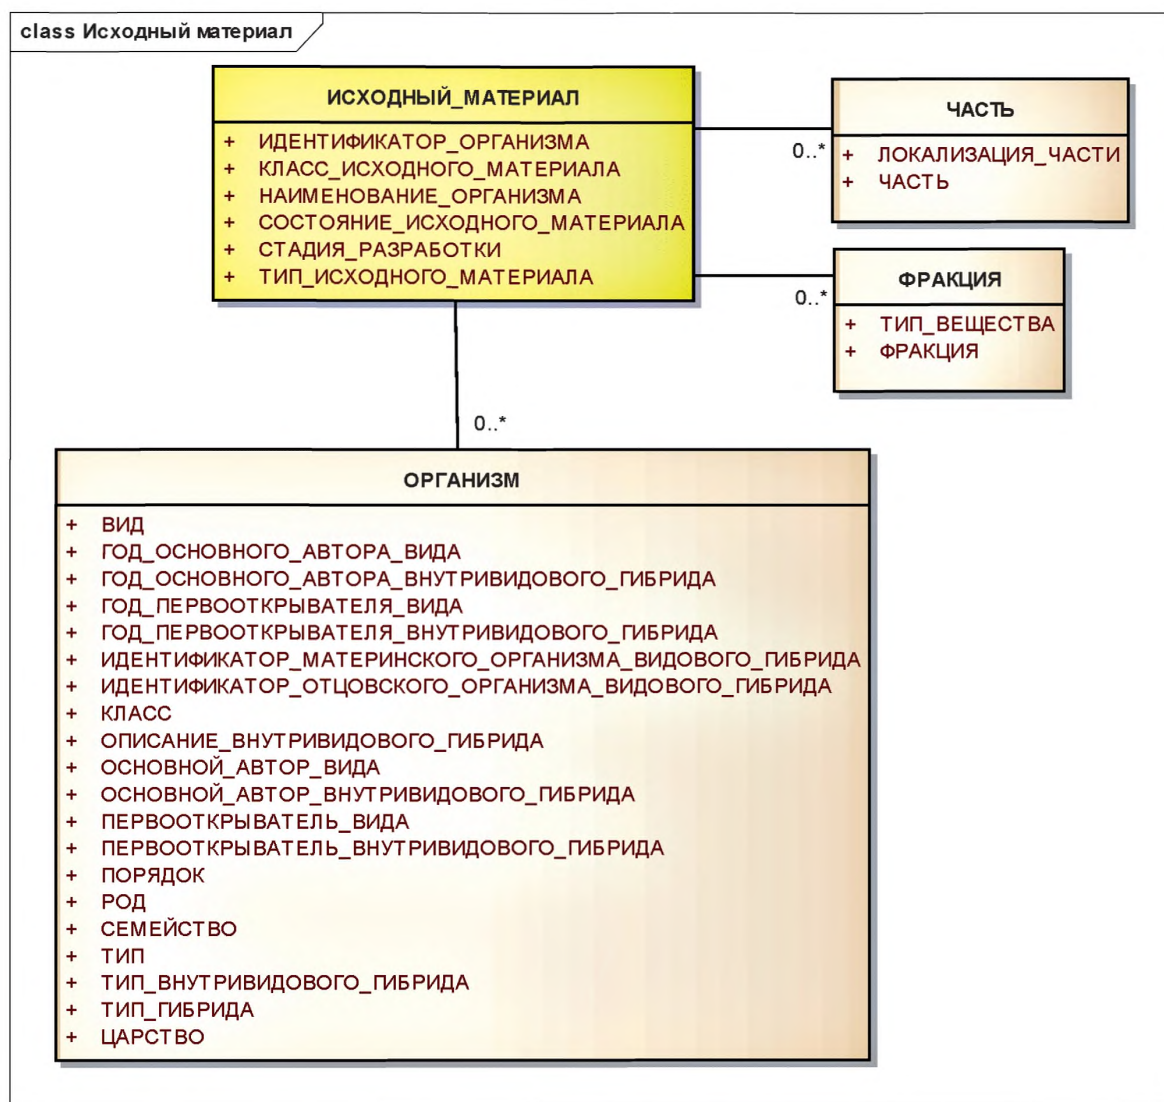 class Исходный материал
ИСХОДНЫЙ_МАТЕРИАЛ
+ ИДЕНТИФИКАТОР_ОРГАНИЗМА
+ КЛАСС_ИСХОДНОГО_МАТЕРИАЛА
+ НАИМЕНОВАНИЕ_ОРГАНИЗМА
+ СОСТОЯНИЕ_ИСХОДНОГО_МАТЕРИАЛА
+ СТАДИЯ_РАЗРАБОТКИ
+ ТИП_ИСХОДНОГО_МАТЕРИАЛА
0..*
ЧАСТЬ
+ ЛОКАЛИЗАЦИЯ_ЧАСТИ
+ ЧАСТЬ
0..*
ФРАКЦИЯ
+ ТИП_ВЕЩЕСТВА
+ ФРАКЦИЯ
0..*
ОРГАНИЗМ
+ ВИД
+ ГОД_ОСНОВНОГО_АВТОРА_ВИДА
+ ГОД_ОСНОВНОГО_АВТОРА_ВНУТРИВИДОВОГО_ГИБРИДА
+ ГОД_ПЕРВООТКРЫВАТЕЛЯ_ВИДА
+ ГОД_ПЕРВООТКРЫВАТЕЛЯ_ВНУТРИВИДОВОГО_ГИБРИДА
+ ИДЕНТИФИКАТОР_МАТЕРИНСКОГО_ОРГАНИЗМА_ВИДОВОГО_ГИБРИДА
+ ИДЕНТИФИКАТОР_ОТЦОВСКОГО_ОРГАНИЗМА_ВИДОВОГО_ГИБРИДА
+ КЛАСС
+ ОПИСАНИЕ_ВНУТРИВИДОВОГО_ГИБРИДА
+ ОСНОВНОЙ_АВТОР_ВИДА
+ ОСНОВНОЙ_АВТОР_ВНУТРИВИДОВОГО_ГИБРИДА
+ ПЕРВООТКРЫВАТЕЛЬ_ВИДА
+ ПЕРВООТКРЫВАТЕЛЬ_ВНУТРИВИДОВОГО_ГИБРИДА
+ ПОРЯДОК
+ РОД
+ СЕМЕЙСТВО
+ ТИП
+ ТИП_ВНУТРИВИДОВОГО_ГИБРИДА
+ ТИП_ГИБРИДА
+ ЦАРСТВО